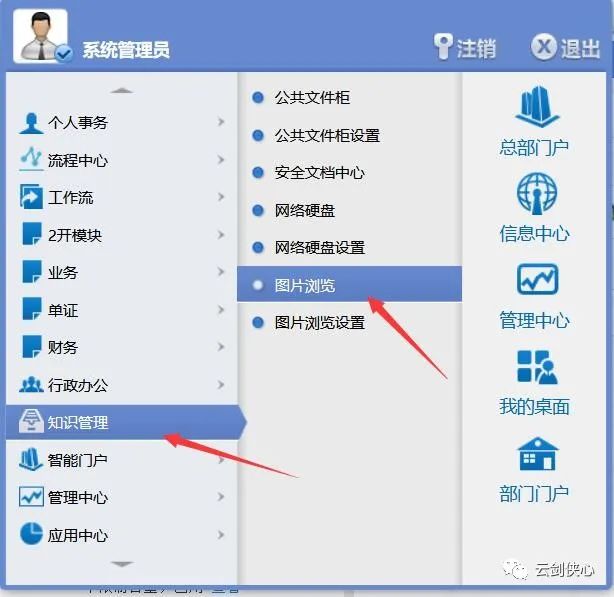 系统管理员
注销
退出
个人事务
流程中心
工作流
2开模块
业务
单证
财务
行政办公
知识管理
智能门户
管理中心
应用中心
公共文件柜
公共文件柜设置
安全文档中心
网络硬盘
网络硬盘设置
图片浏览
图片浏览设置
总部门户
信息中心
管理中心
我的桌面
部门门户
云剑侠心